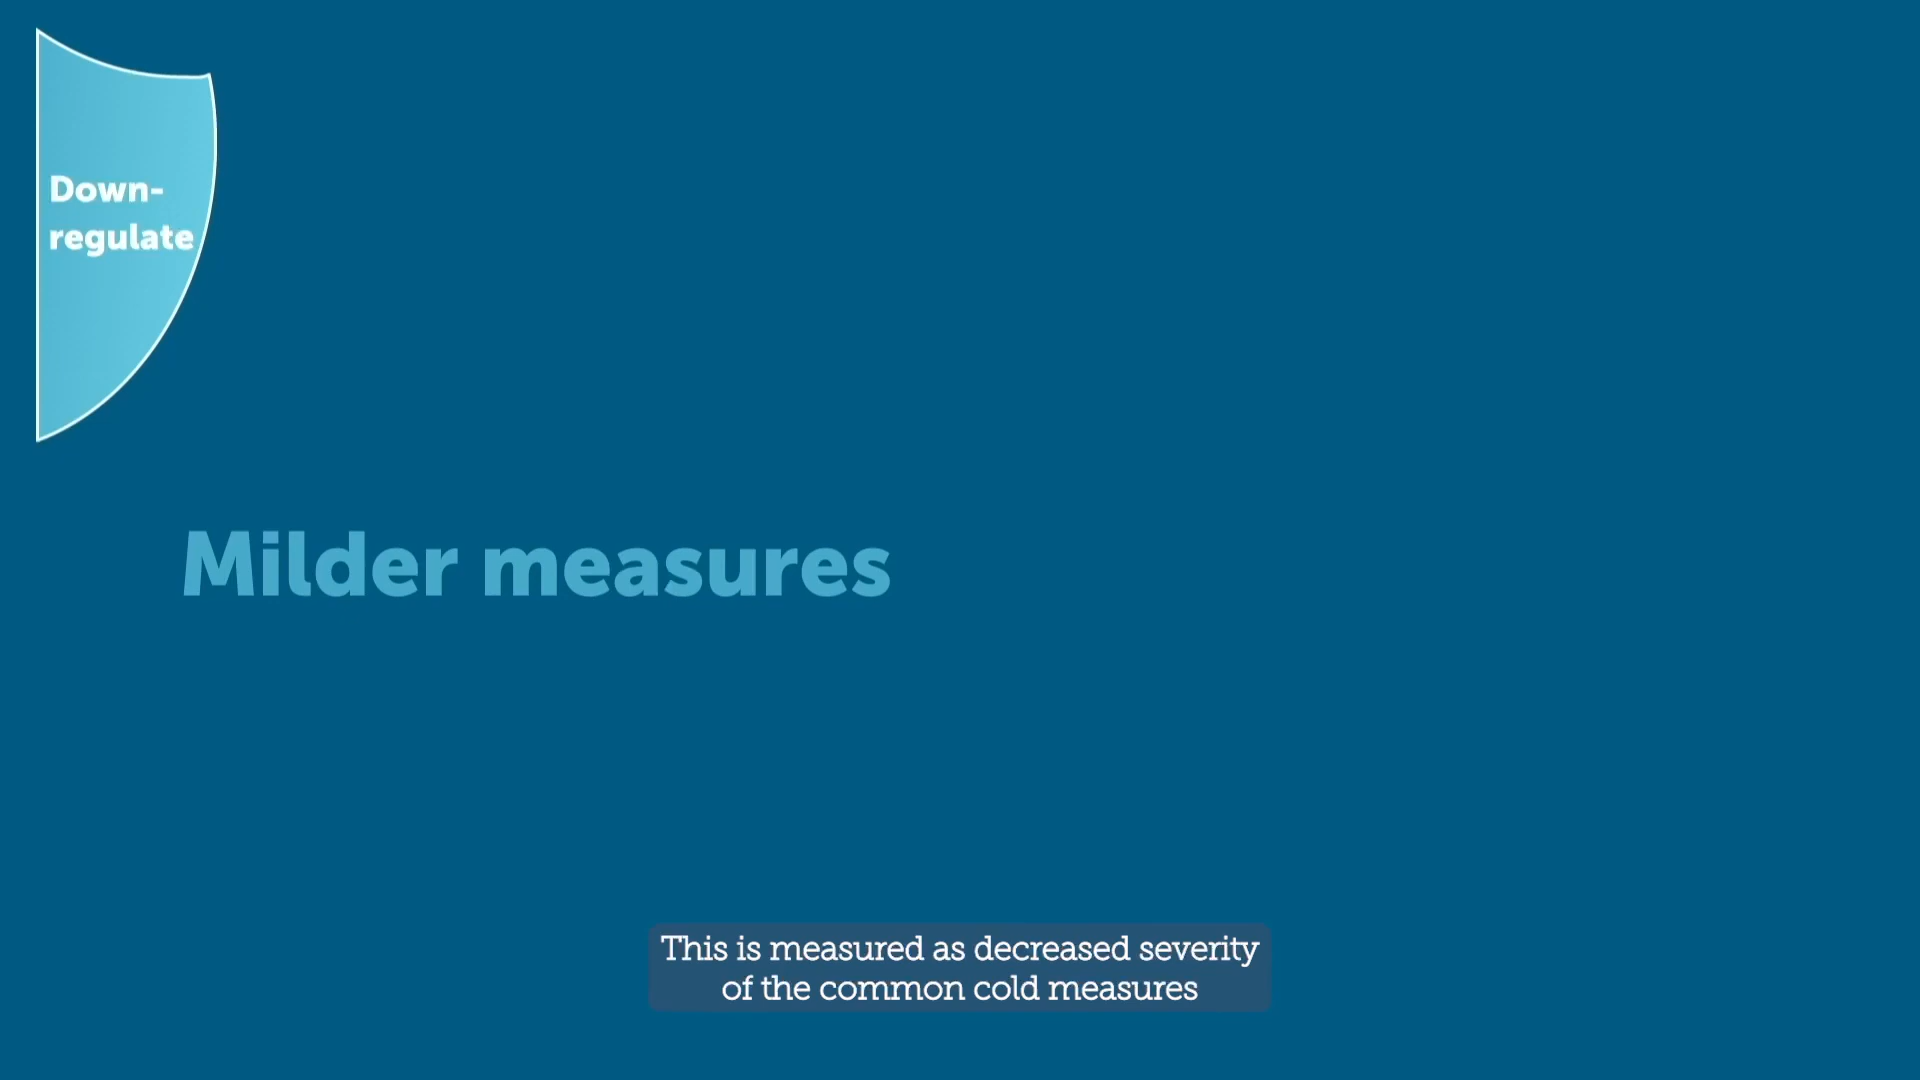 Down-
regulate
Milder measures
This is measured as decreased severity
of the common cold measures